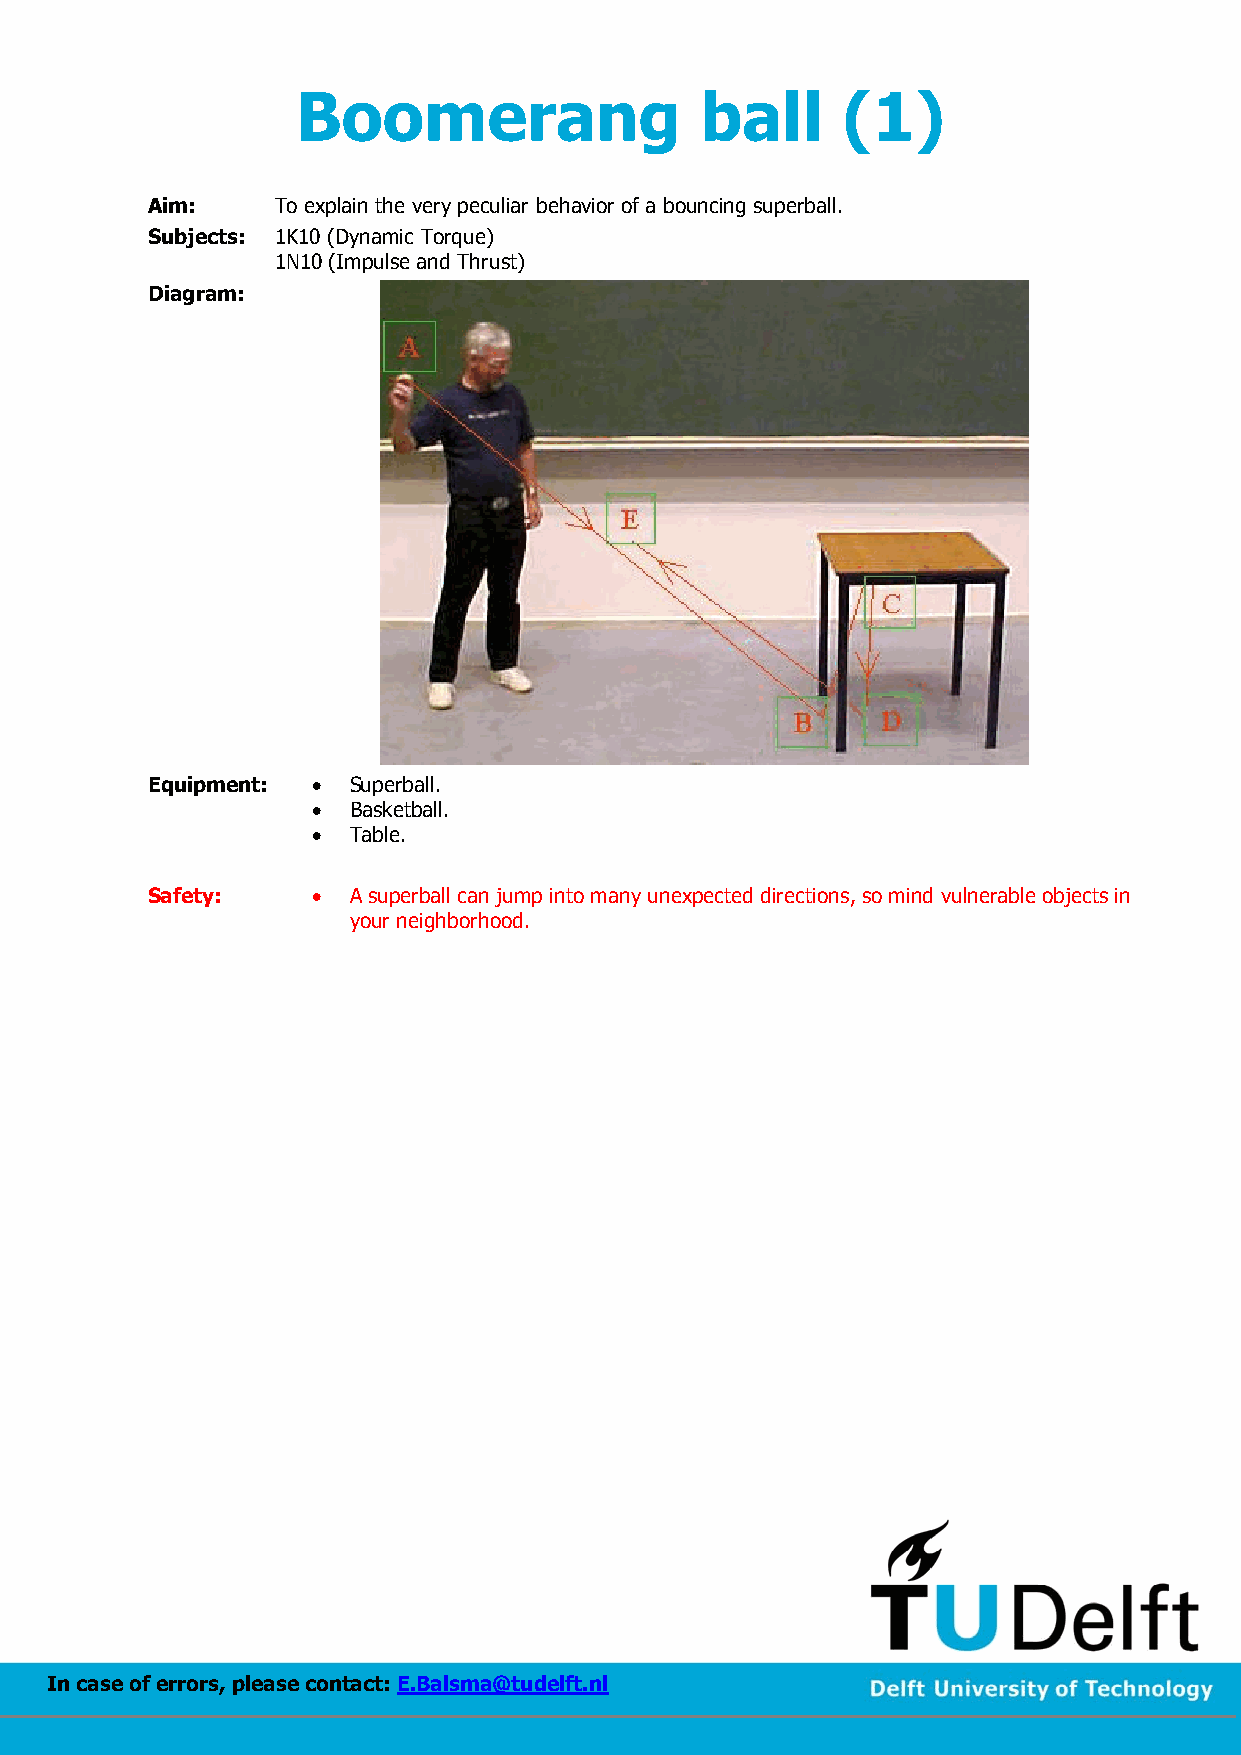 Boomerang ball (1)
Aim: To explain the very peculiar behavior of a bouncing superball.
Subjects: 1K10 (Dynamic Torque)
1N10 (Impulse and Thrust)
Diagram:
A
E
C
B
D
Equipment: • Superball.
• Basketball.
• Table.
Safety: • A superball can jump into many unexpected directions, so mind vulnerable objects in
your neighborhood.
TUDelft
In case of errors, please contact: E.Balsma@tudelft.nl
Delft University of Technology